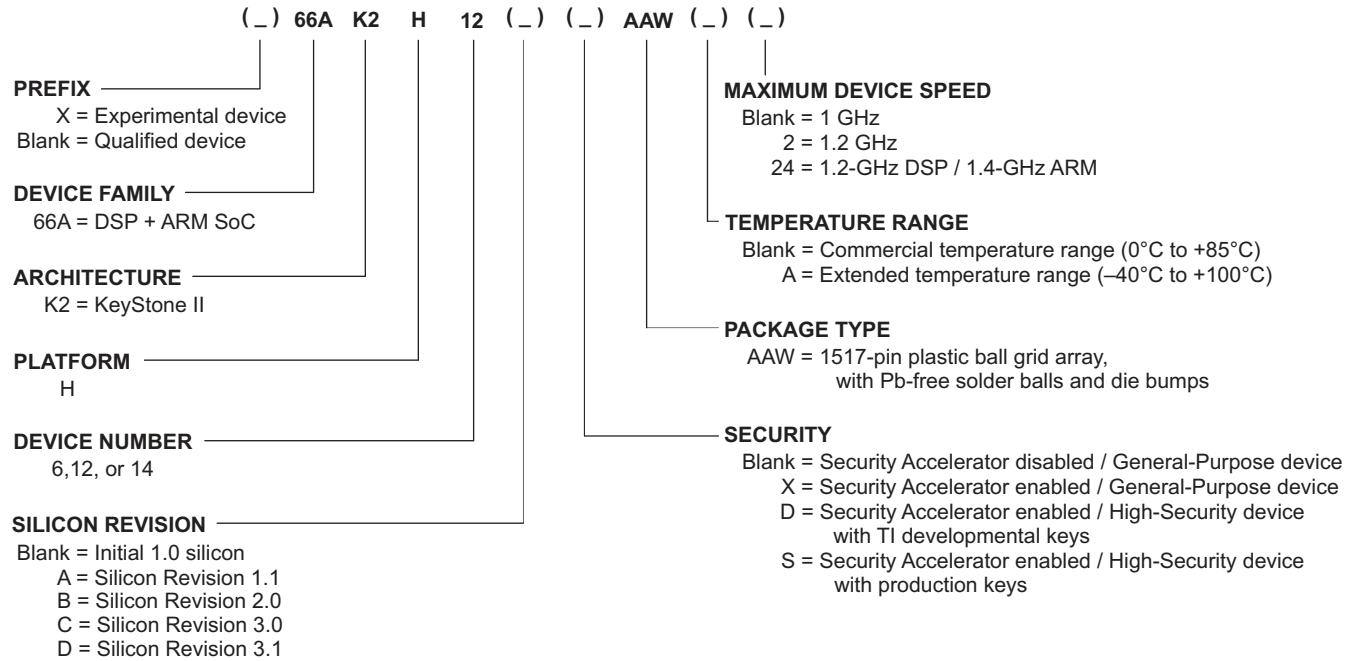 ( _ ) 66A K2 H 12 ( _ ) ( _ ) AAW ( _ ) ( _ )
PREFIX
X = Experimental device
Blank = Qualified device
DEVICE FAMILY
66A = DSP + ARM SoC
ARCHITECTURE
K2 = KeyStone II
PLATFORM
H
DEVICE NUMBER
6,12, or 14
SILICON REVISION
Blank = Initial 1.0 silicon
A = Silicon Revision 1.1
B = Silicon Revision 2.0
C = Silicon Revision 3.0
D = Silicon Revision 3.1
MAXIMUM DEVICE SPEED
Blank = 1 GHz
2 = 1.2 GHz
24 = 1.2-GHz DSP / 1.4-GHz ARM
TEMPERATURE RANGE
Blank = Commercial temperature range (0°C to +85°C)
A = Extended temperature range (–40°C to +100°C)
PACKAGE TYPE
AAW = 1517-pin plastic ball grid array,
with Pb-free solder balls and die bumps
SECURITY
Blank = Security Accelerator disabled / General-Purpose device
X = Security Accelerator enabled / General-Purpose device
D = Security Accelerator enabled / High-Security device
with TI developmental keys
S = Security Accelerator enabled / High-Security device
with production keys